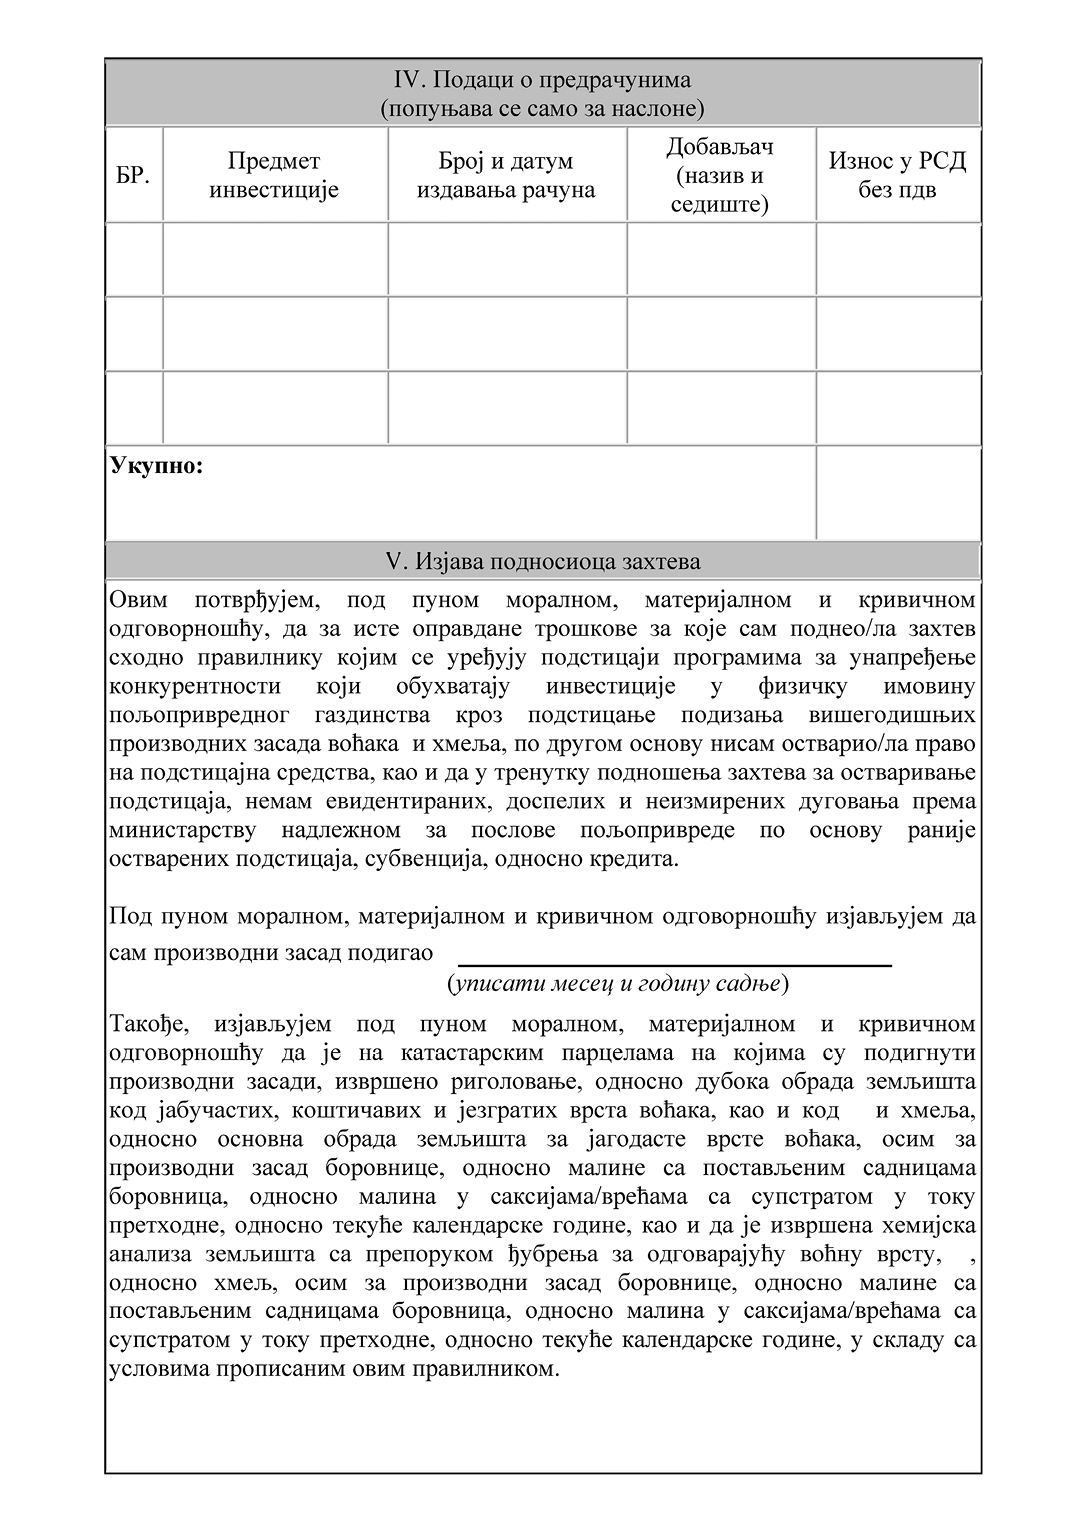 IV. Подаци о предрачунима
(попуњава се само за наслоне)
БР.
Предмет
инвестиције
Број и датум
издавања рачуна
Добављач
(назив и
седиште)
Износ у РСД
без пдв
Укупно:
V. Изјава подносиоца захтева
Овим потврђујем, под пуном моралном, материјалном и кривичном
одговорношћу, да за исте оправдане трошкове за које сам поднео/ла захтев
сходно правилнику којим се уређују подстицаји програмима за унапређење
конкурентности који обухватају инвестиције у физичку имовину
пољопривредног газдинства кроз подстицање подизања вишегодишњих
производних засада воћака и хмеља, по другом основу нисам остварио/ла право
на подстицајна средства, као и да у тренутку подношења захтева за остваривање
подстицаја, немам евидентираних, доспелих и неизмирених дуговања према
министарству надлежном за послове пољопривреде по основу раније
остварених подстицаја, субвенција, односно кредита.
Под пуном моралном, материјалном и кривичном одговорношћу изјављујем да
сам производни засад подигао
(уписати месец и годину садње)
Такође, изјављујем под пуном моралном, материјалном и кривичном
одговорношћу да је на катастарским парцелама на којима су подигнути
производни засади, извршено риголовање, односно дубока обрада земљишта
код јабучастих, коштичавих и језгратих врста воћака, као и код и хмеља,
односно основна обрада земљишта за јагодасте врсте воћака, осим за
производни засад боровнице, односно малине са постављеним садницама
боровница, односно малина у саксијама/врећама са супстратом у току
претходне, односно текуће календарске године, као и да је извршена хемијска
анализа земљишта са препоруком ђубрења за одговарајућу воћну врсту, ,
односно хмељ, осим за производни засад боровнице, односно малине са
постављеним садницама боровница, односно малина у саксијама/врећама са
супстратом у току претходне, односно текуће календарске године, у складу са
условима прописаним овим правилником.